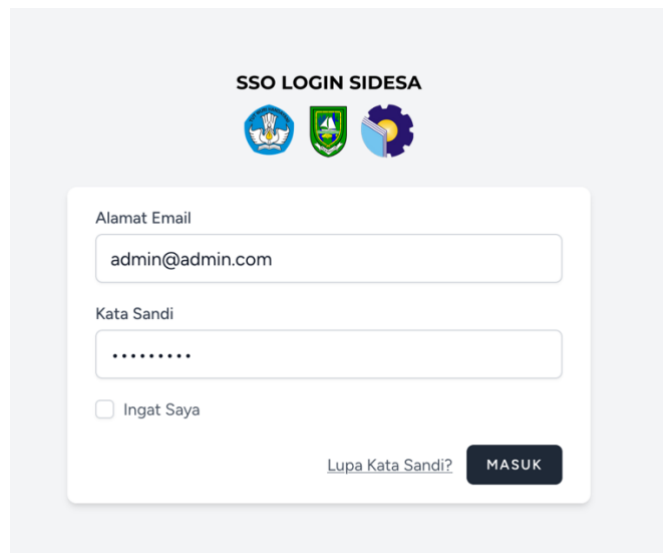 SSO LOGIN SIDESA
Alamat Email
admin@admin.com
Kata Sandi
•••••••••
Ingat Saya
Lupa Kata Sandi?
MASUK